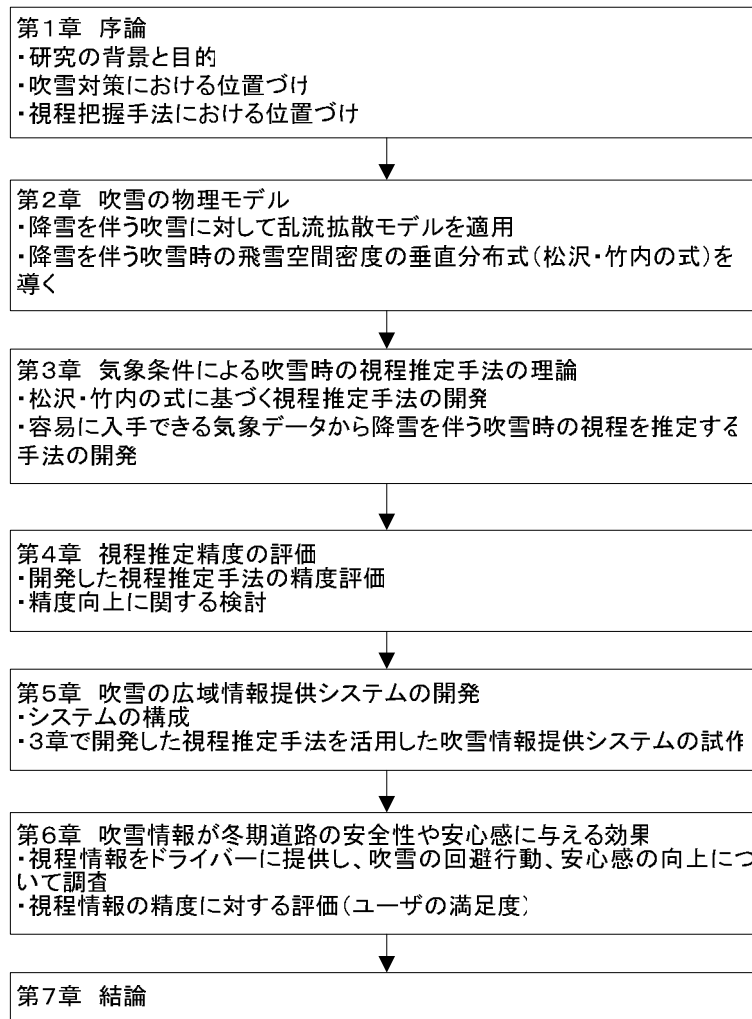 第１章　序論
・研究の背景と目的
・吹雪対策における位置づけ
・視程把握手法における位置づけ
第２章　吹雪の物理モデル
・降雪を伴う吹雪に対して乱流拡散モデルを適用
・降雪を伴う吹雪時の飛雪空間密度の垂直分布式（松沢・竹内の式）を
導く
第３章　気象条件による吹雪時の視程推定手法の理論
・松沢・竹内の式に基づく視程推定手法の開発
・容易に入手できる気象データから降雪を伴う吹雪時の視程を推定する
手法の開発
第４章　視程推定精度の評価
・開発した視程推定手法の精度評価
・精度向上に関する検討
第５章　吹雪の広域情報提供システムの開発
・システムの構成
・３章で開発した視程推定手法を活用した吹雪情報提供システムの試作
第６章　吹雪情報が冬期道路の安全性や安心感に与える効果
・視程情報をドライバーに提供し、吹雪の回避行動、安心感の向上につ
いて調査
・視程情報の精度に対する評価（ユーザの満足度）
第７章　結論